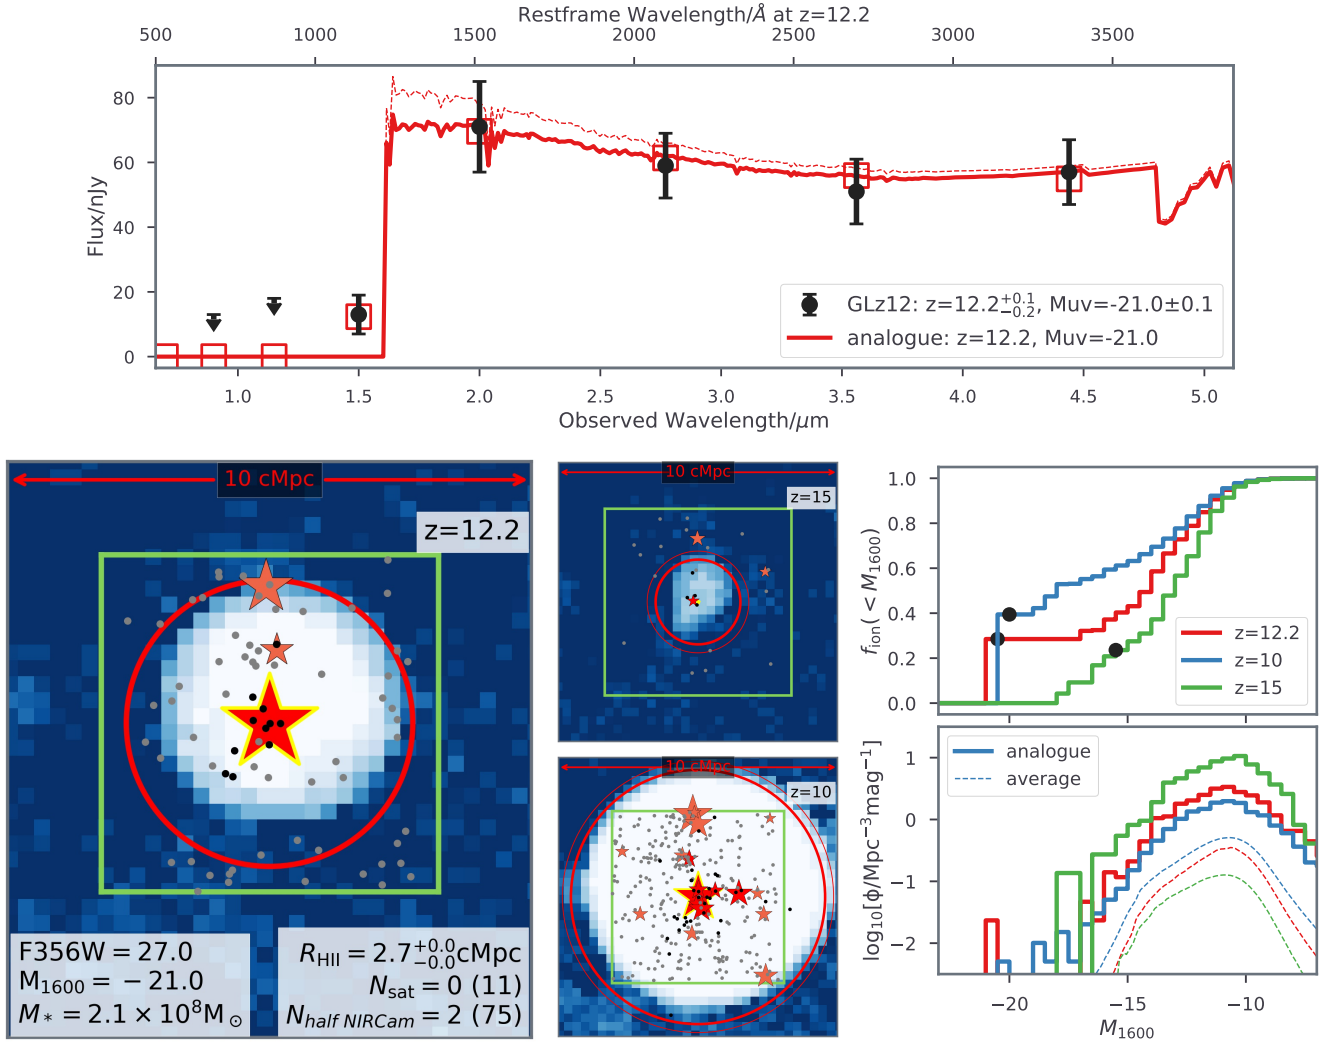 Restframe Wavelength/Å at z=12.2
500 1000 1500 2000 2500 3000 3500
80
60
40
20
0
Flux/nJy
GLz12: z=12.2$^{+0.1}_{-0.2}$, Muv=-21.0±0.1
analogue: z=12.2, Muv=-21.0
1.0 1.5 2.0 2.5 3.0 3.5 4.0 4.5 5.0
Observed Wavelength/μm
10 cMpc
z=12.2
F356W = 27.0
M₁₆₀₀ = −21.0
M* = 2.1 × 10⁸M☉
R_HII = 2.7$^{+0.0}_{-0.0}$cMpc
N_sat = 0 (11)
N_half NIRCam = 2 (75)
10 cMpc
z=15
10 cMpc
z=10
1.0
0.8
0.6
0.4
0.2
0.0
f_ion( < M₁₆₀₀)
z=12.2
z=10
z=15
1
0
−1
−2
log₁₀[ϕ/Mpc⁻³mag⁻¹]
analogue
average
−20 −15 −10
M₁₆₀₀